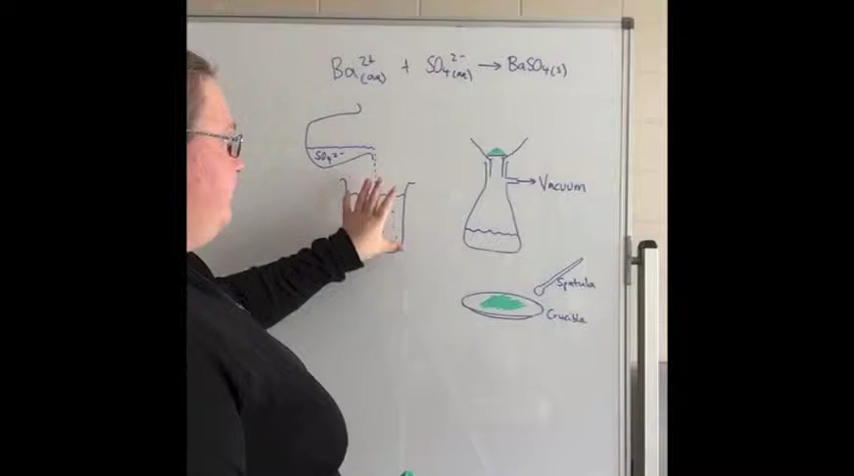 Ba²⁺(aq) + SO₄²⁻(aq) → BaSO₄(s)
SO₄²⁻
Vacuum
Spatula
Crucible